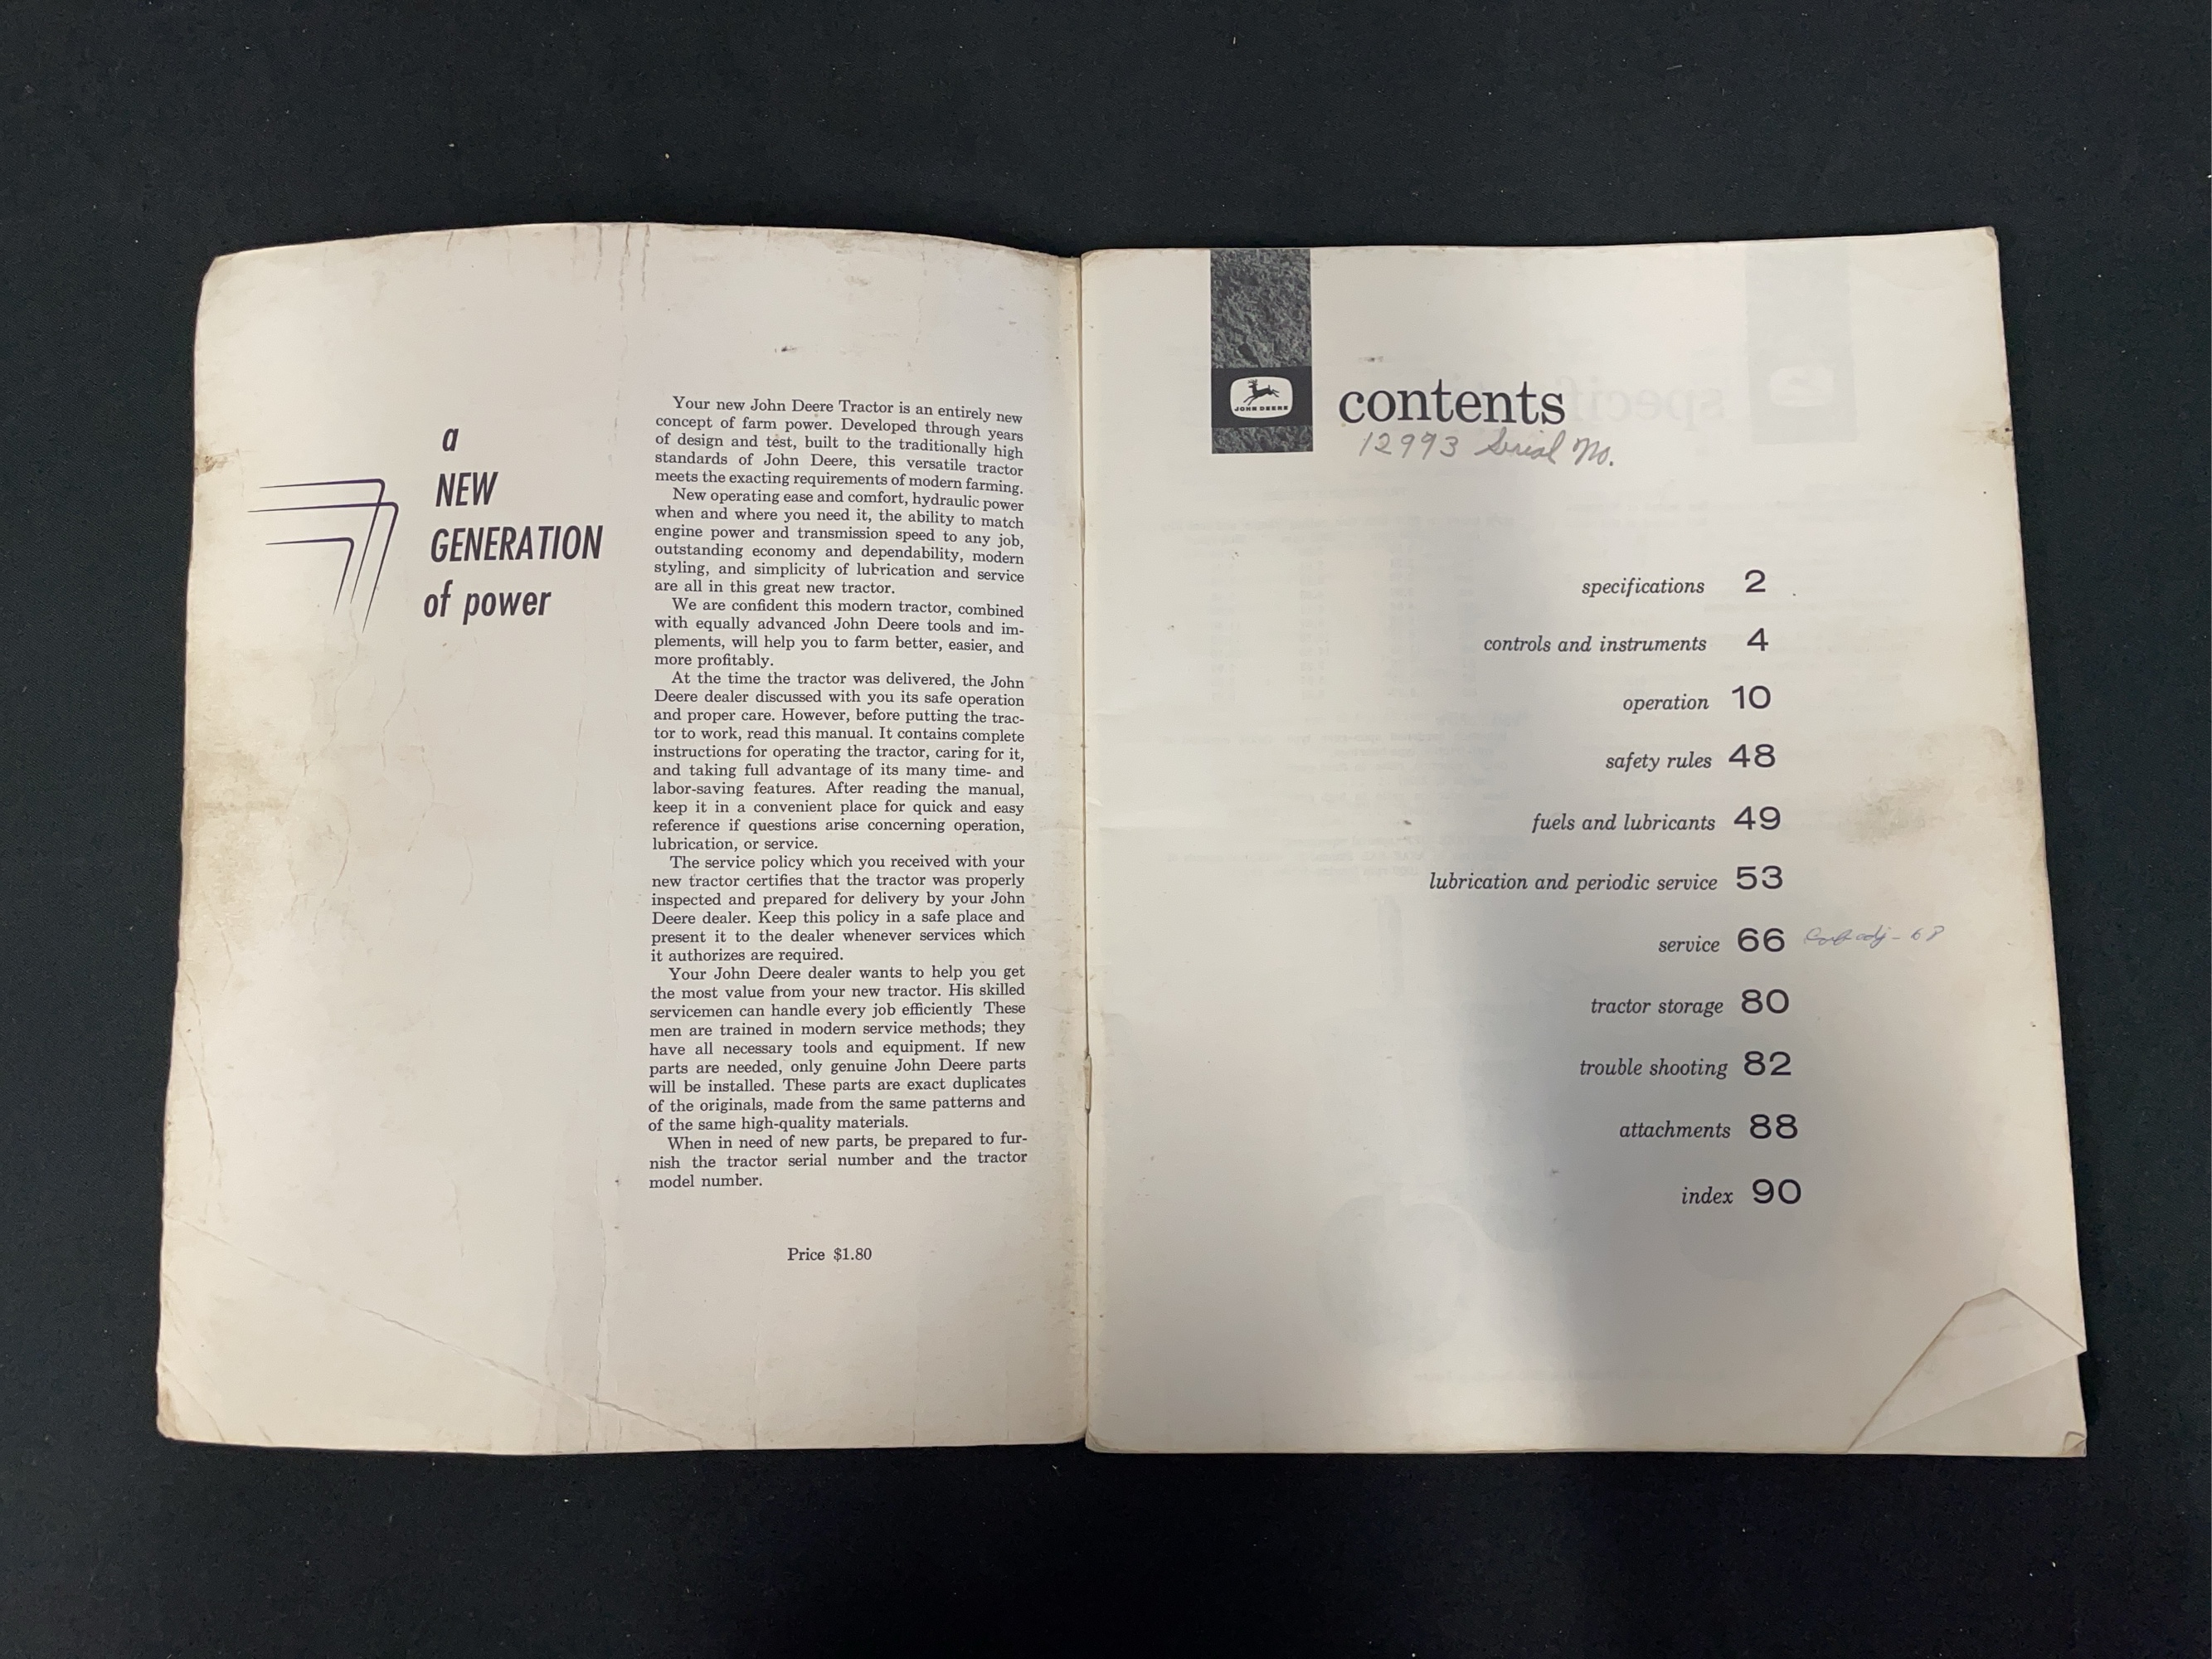 a
NEW
GENERATION
of power
Your new John Deere Tractor is an entirely new
concept of farm power. Developed through years
of design and test, built to the traditionally high
standards of John Deere, this versatile tractor
meets the exacting requirements of modern farming.
New operating ease and comfort, hydraulic power
when and where you need it, the ability to match
engine power and transmission speed to any job,
outstanding economy and dependability, modern
styling, and simplicity of lubrication and service
are all in this great new tractor.
We are confident this modern tractor, combined
with equally advanced John Deere tools and im-
plements, will help you to farm better, easier, and
more profitably.
At the time the tractor was delivered, the John
Deere dealer discussed with you its safe operation
and proper care. However, before putting the trac-
tor to work, read this manual. It contains complete
instructions for operating the tractor, caring for it,
and taking full advantage of its many time- and
labor-saving features. After reading the manual,
keep it in a convenient place for quick and easy
reference if questions arise concerning operation,
lubrication, or service.
The service policy which you received with your
new tractor certifies that the tractor was properly
inspected and prepared for delivery by your John
Deere dealer. Keep this policy in a safe place and
present it to the dealer whenever services which
it authorizes are required.
Your John Deere dealer wants to help you get
the most value from your new tractor. His skilled
servicemen can handle every job efficiently These
men are trained in modern service methods; they
have all necessary tools and equipment. If new
parts are needed, only genuine John Deere parts
will be installed. These parts are exact duplicates
of the originals, made from the same patterns and
of the same high-quality materials.
When in need of new parts, be prepared to fur-
nish the tractor serial number and the tractor
model number.
Price $1.80
JOHN DEERE
contents
12993 Serial No.
specifications 2
controls and instruments 4
operation 10
safety rules 48
fuels and lubricants 49
lubrication and periodic service 53
service 66 adj - 68
tractor storage 80
trouble shooting 82
attachments 88
index 90